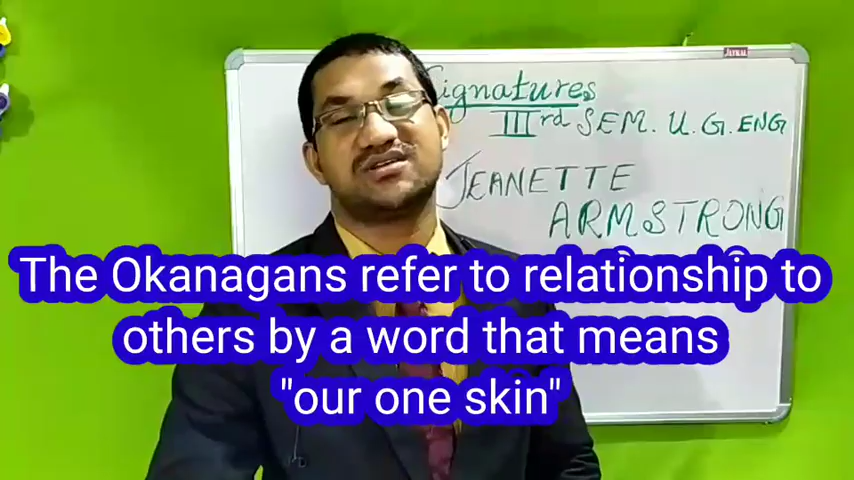 JEYKAL
Signatures
IIIrd SEM. U.G. ENG
JEANETTE
ARMSTRONG
The Okanagans refer to relationship to
others by a word that means
"our one skin"